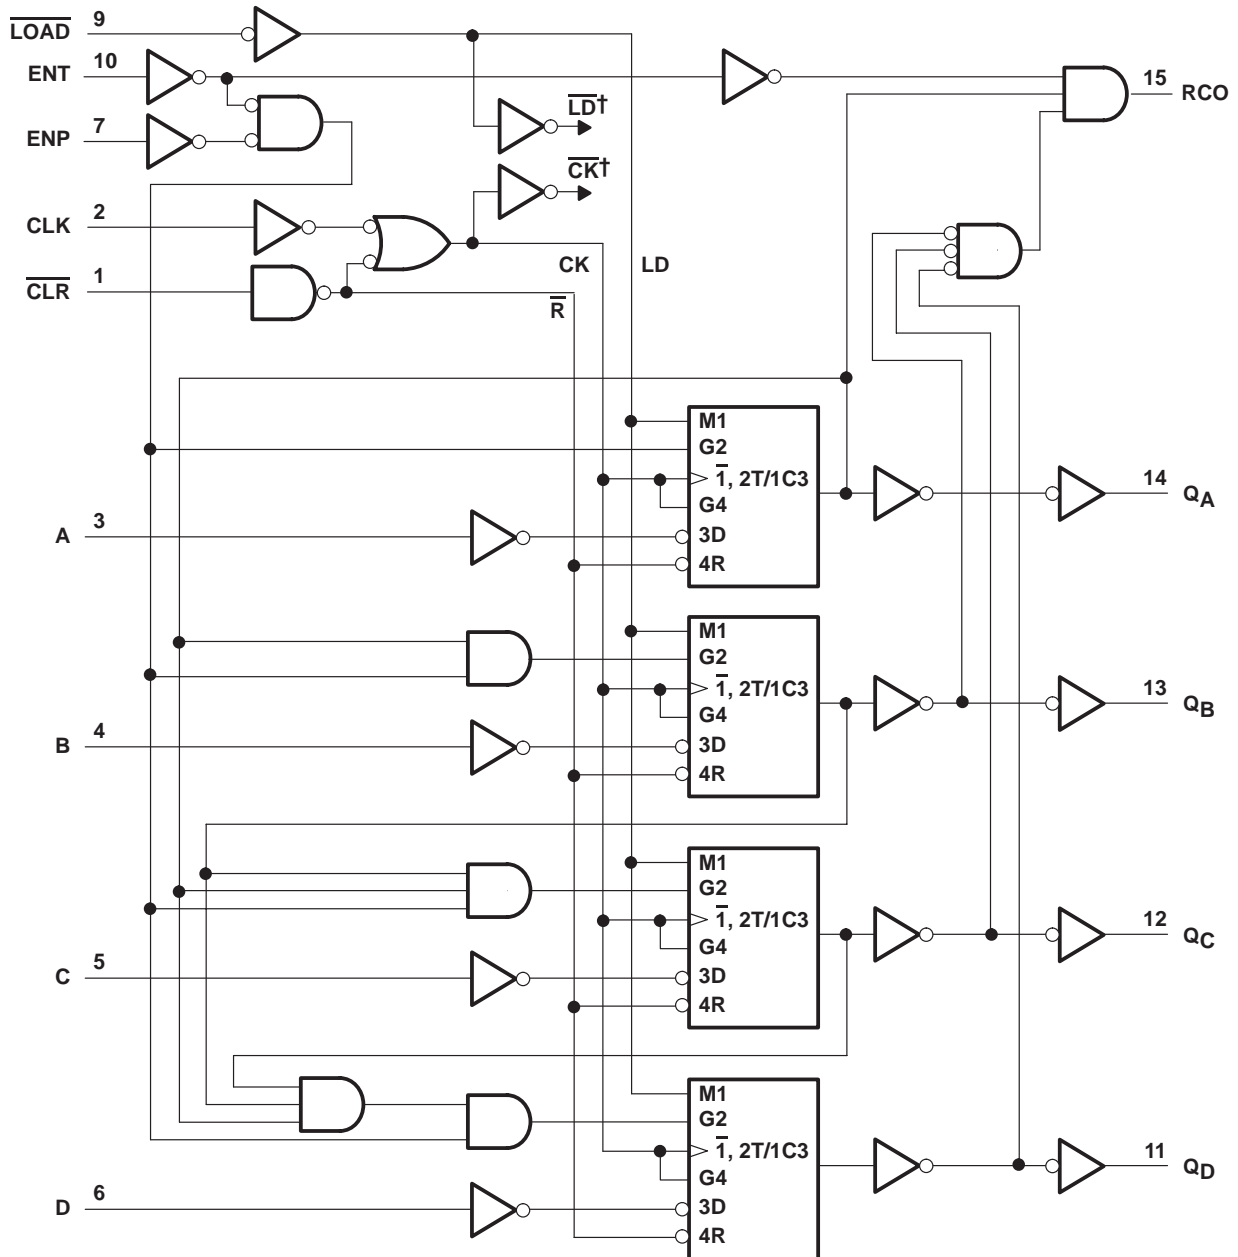 LOAD 9
ENT 10
15 RCO
LD†
ENP 7
CK†
CLK 2
CK LD
CLR 1
R
M1
G2
1, 2T/1C3
14 QA
G4
A 3
3D
4R
M1
G2
1, 2T/1C3
13 QB
G4
B 4
3D
4R
M1
G2
1, 2T/1C3
12 QC
G4
C 5
3D
4R
M1
G2
1, 2T/1C3
11 QD
G4
D 6
3D
4R